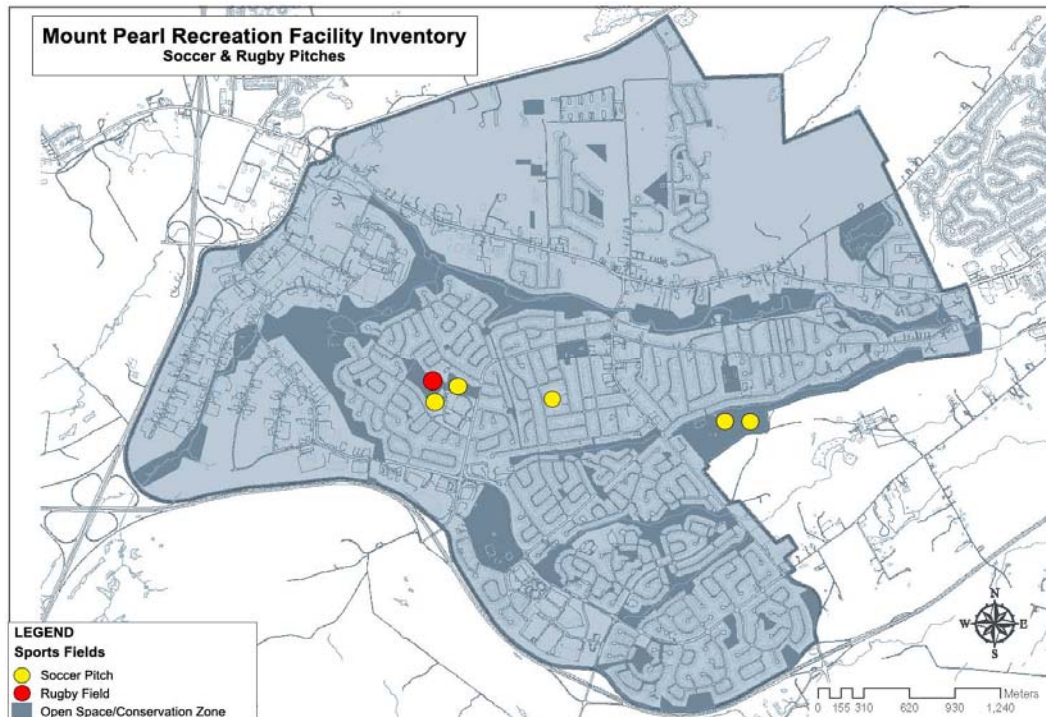 Mount Pearl Recreation Facility Inventory
Soccer & Rugby Pitches
N
W E
S
LEGEND
Sports Fields
Soccer Pitch
Rugby Field
Open Space/Conservation Zone
Meters
0 155 310 620 930 1,240